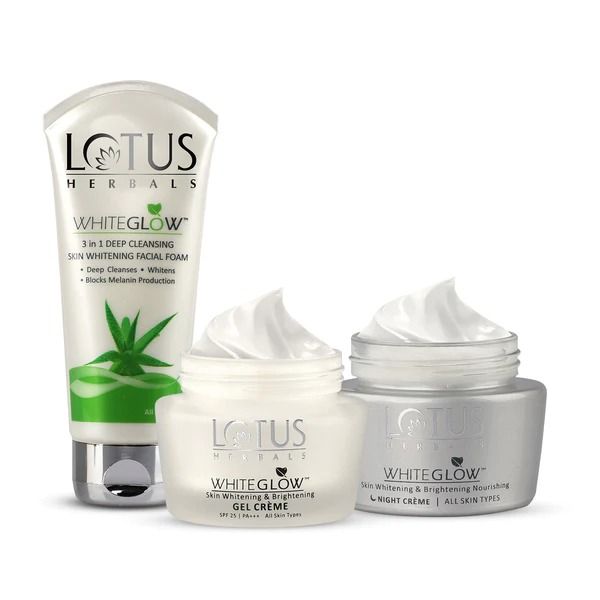 LOTUS
HERBALS
WHITEGLOW™
3 in 1 DEEP CLEANSING
SKIN WHITENING FACIAL FOAM
• Deep Cleanses • Whitens
• Blocks Melanin Production
All
LOTUS
HERBALS
WHITEGLOW™
Skin Whitening & Brightening
GEL CRÈME
SPF 25 | PA+++ All Skin Types
LOTUS
HERBALS
WHITEGLOW™
Skin Whitening & Brightening Nourishing
NIGHT CRÈME | ALL SKIN TYPES